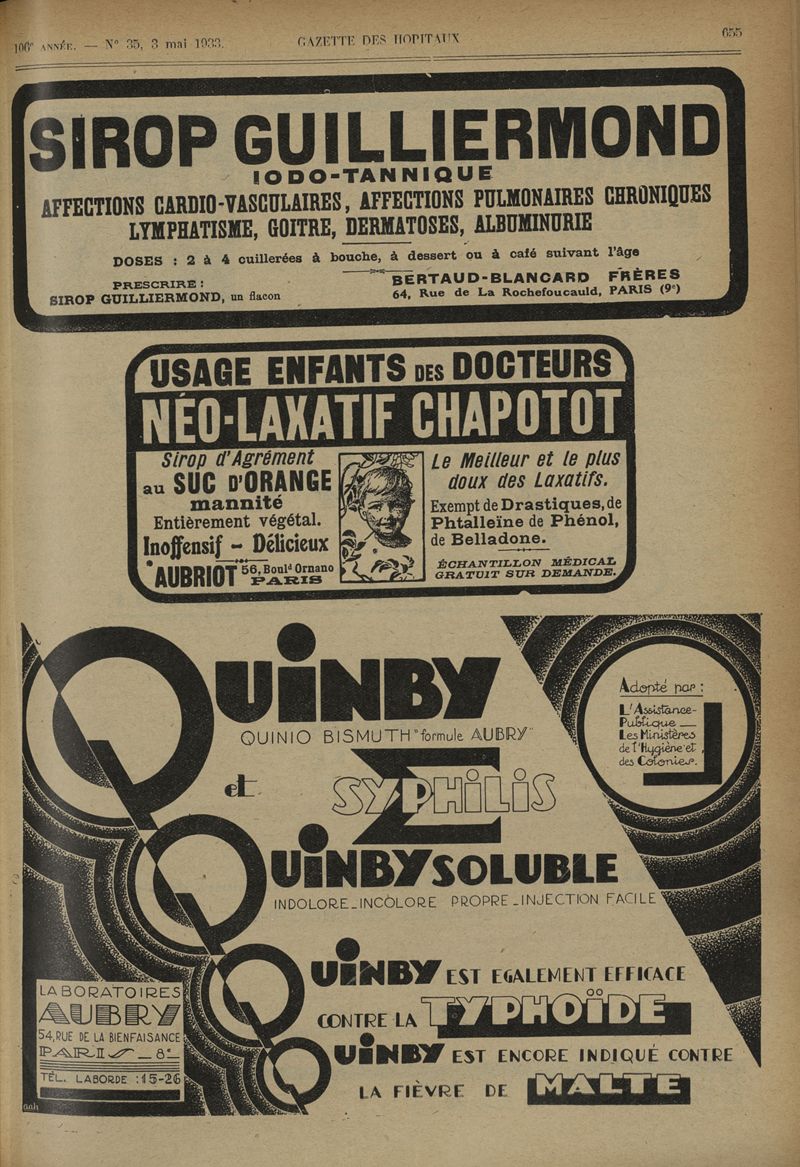 106e ANNÉE. — N° 35, 3 mai 1933.
GAZETTE DES HOPITAUX
655
SIROP GUILLIERMOND
IODO-TANNIQUE
AFFECTIONS CARDIO-VASCULAIRES, AFFECTIONS PULMONAIRES CHRONIQUES
LYMPHATISME, GOITRE, DERMATOSES, ALBUMINURIE
DOSES : 2 à 4 cuillerées à bouche, à dessert ou à café suivant l'âge
PRESCRIRE :
SIROP GUILLIERMOND, un flacon
BERTAUD-BLANCARD FRÈRES
64, Rue de La Rochefoucauld, PARIS (9e)
USAGE ENFANTS DES DOCTEURS
NÉO-LAXATIF CHAPOTOT
Sirop d'Agrément
au SUC D'ORANGE
mannité
Entièrement végétal.
Inoffensif - Délicieux
AUBRIOT 56, Bould Ornano
PARIS
Le Meilleur et le plus
doux des Laxatifs.
Exempt de Drastiques, de
Phtalleïne de Phénol,
de Belladone.
ÉCHANTILLON MÉDICAL
GRATUIT SUR DEMANDE.
QUINBY
QUINIO BISMUTH "formule AUBRY"
et
SYPHILIS
QUINBY SOLUBLE
INDOLORE_INCOLORE PROPRE_INJECTION FACILE
Adopté par :
L'Assistance-
Publique _
Les Ministères
de l'Hygiène et
des Colonies.
QUINBY EST EGALEMENT EFFICACE
CONTRE LA TYPHOÏDE
QUINBY EST ENCORE INDIQUÉ CONTRE
LA FIÈVRE DE MALTE
LABORATOIRES
AUBRY
54, RUE DE LA BIENFAISANCE
PARIS _ 8e
TÉL. LABORDE : 15-26